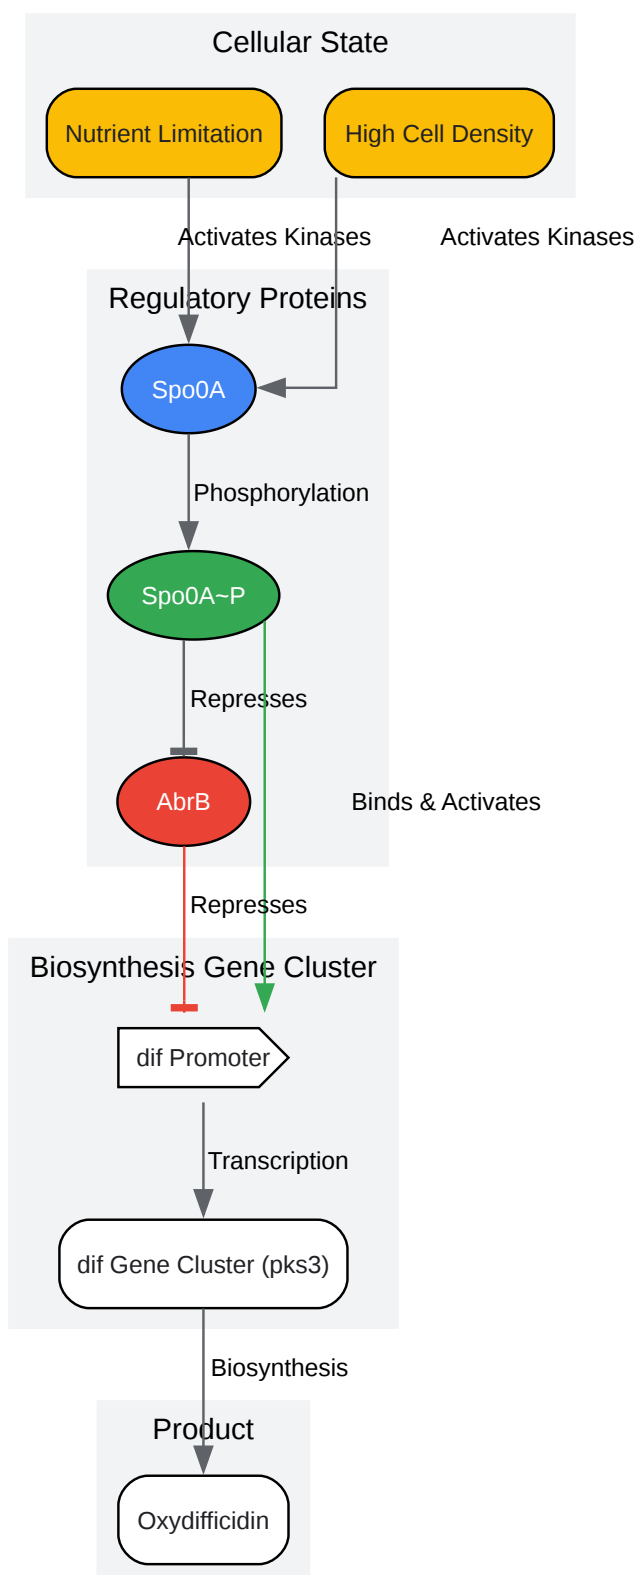 Cellular State
Nutrient Limitation
High Cell Density
Activates Kinases
Activates Kinases
Regulatory Proteins
Spo0A
Phosphorylation
Spo0A~P
Represses
AbrB
Binds & Activates
Represses
Biosynthesis Gene Cluster
dif Promoter
Transcription
dif Gene Cluster (pks3)
Biosynthesis
Product
Oxydifficidin